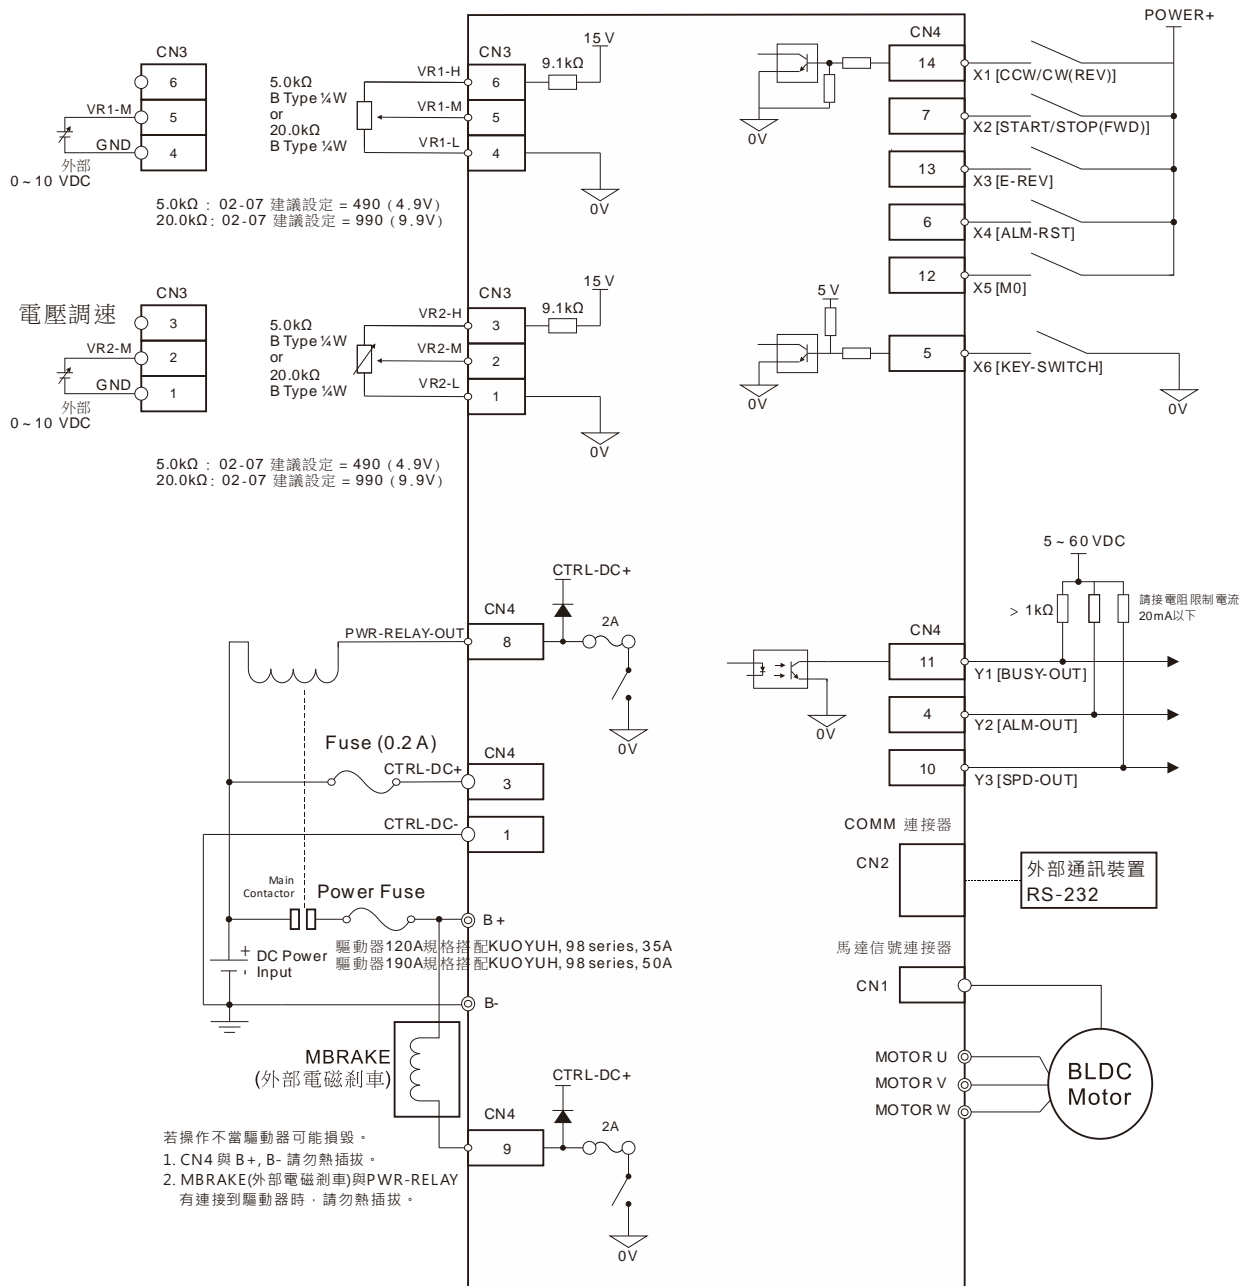 CN3
6
VR1-M
5
GND
4
外部
0~10 VDC
5.0kΩ
B Type ¼W
or
20.0kΩ
B Type ¼W
VR1-H
VR1-M
VR1-L
CN3
6
5
4
9.1kΩ
15V
0V
5.0kΩ: 02-07 建議設定 = 490 (4.9V)
20.0kΩ: 02-07 建議設定 = 990 (9.9V)
電壓調速
CN3
3
VR2-M
2
GND
1
外部
0~10 VDC
5.0kΩ
B Type ¼W
or
20.0kΩ
B Type ¼W
VR2-H
VR2-M
VR2-L
CN3
3
2
1
9.1kΩ
15V
0V
5.0kΩ: 02-07 建議設定 = 490 (4.9V)
20.0kΩ: 02-07 建議設定 = 990 (9.9V)
PWR-RELAY-OUT
CN4
8
CTRL-DC+
2A
0V
Fuse (0.2A)
CTRL-DC+
CN4
3
CTRL-DC-
1
Main
Contactor
Power Fuse
B+
驅動器120A規格搭配KUOYUH, 98 series, 35A
驅動器190A規格搭配KUOYUH, 98 series, 50A
+
-
DC Power
Input
B-
MBRAKE
(外部電磁剎車)
CN4
9
CTRL-DC+
2A
0V
若操作不當驅動器可能損毀。
1. CN4 與 B+, B- 請勿熱插拔。
2. MBRAKE(外部電磁剎車)與PWR-RELAY
有連接到驅動器時，請勿熱插拔。
POWER+
CN4
14
X1 [CCW/CW(REV)]
0V
7
X2 [START/STOP(FWD)]
13
X3 [E-REV]
6
X4 [ALM-RST]
12
X5 [M0]
5V
0V
5
X6 [KEY-SWITCH]
0V
5~60 VDC
> 1kΩ
請接電阻限制電流
20mA以下
CN4
11
Y1 [BUSY-OUT]
0V
4
Y2 [ALM-OUT]
10
Y3 [SPD-OUT]
COMM 連接器
CN2
外部通訊裝置
RS-232
馬達信號連接器
CN1
MOTOR U
MOTOR V
MOTOR W
BLDC
Motor